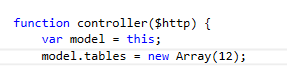 function controller($http) {
var model = this;
model.tables = new Array(12);